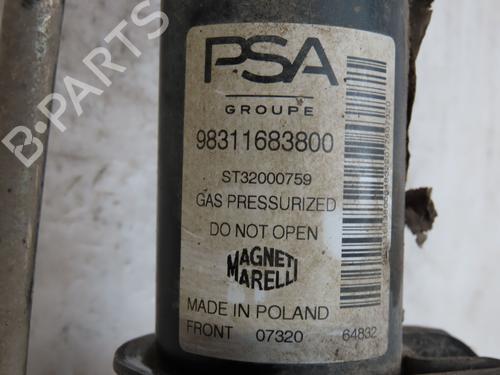 PSA
GROUPE
98311683800
ST32000759
GAS PRESSURIZED
DO NOT OPEN
MAGNETI
MARELLI
MADE IN POLAND
FRONT 07320 64832
B-PARTS